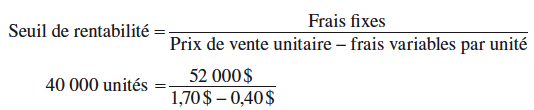 Seuil de rentabilité = Frais fixes
Prix de vente unitaire – frais variables par unité
40 000 unités = 52 000 $
1,70 $ – 0,40 $